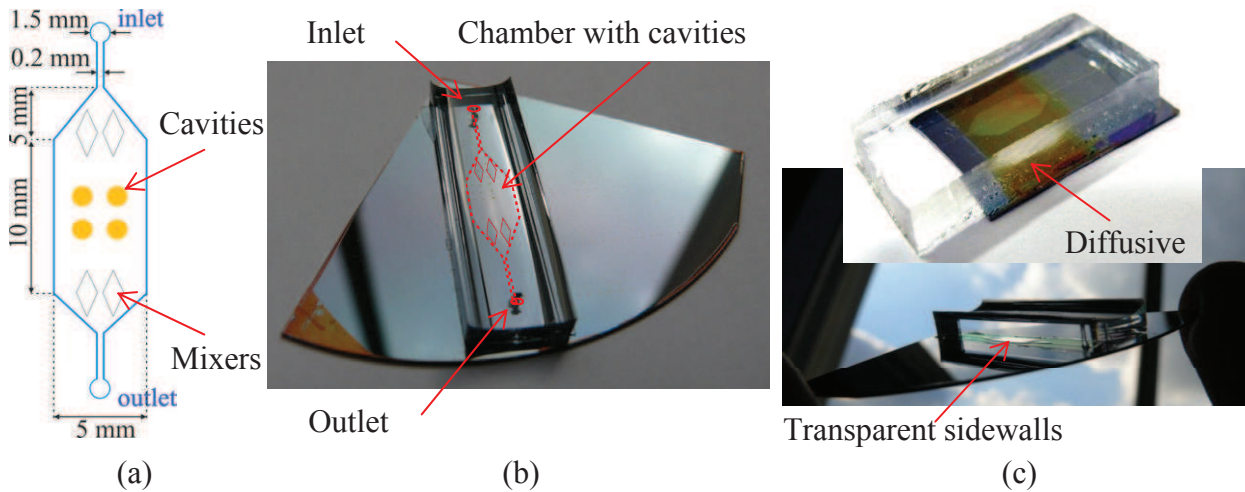 1.5 mm
inlet
0.2 mm
5 mm
Cavities
10 mm
Mixers
outlet
5 mm
(a)
Inlet
Chamber with cavities
Outlet
(b)
Diffusive
Transparent sidewalls
(c)